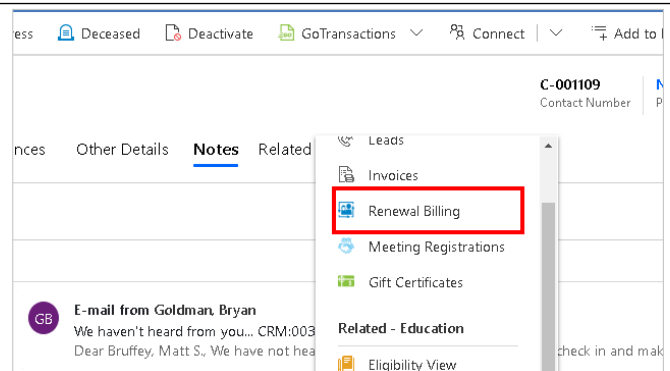 ess Deceased Deactivate GoTransactions Connect Add to
C-001109 N
Contact Number P
nces Other Details Notes Related
Leads
Invoices
Renewal Billing
Meeting Registrations
Gift Certificates
Related - Education
Eligibility View
GB
E-mail from Goldman, Bryan
We haven't heard from you... CRM:003
Dear Bruffey, Matt S., We have not hea check in and mak